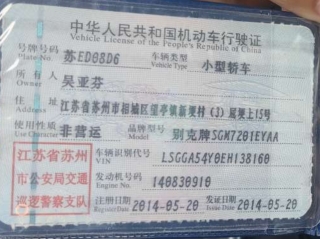 中华人民共和国机动车行驶证
Vehicle License of the People's Republic of China
号牌号码 苏ED08D6 车辆类型 小型轿车
Plate No. Vehicle Type
所有人 吴亚芬
Owner
住址 江苏省苏州市相城区望亭镇新埂村(3)屈埂上15号
Address
使用性质 非营运 品牌型号 别克牌SGM7201EYAA
Use Character
江苏省苏州
市公安局交通
巡逻警察支队
车辆识别代号 LSGGA54Y0EH138160
VIN
发动机号码 140830910
Engine No.
注册日期 2014-05-20 发证日期 2014-05-20
Register Date Issue Date